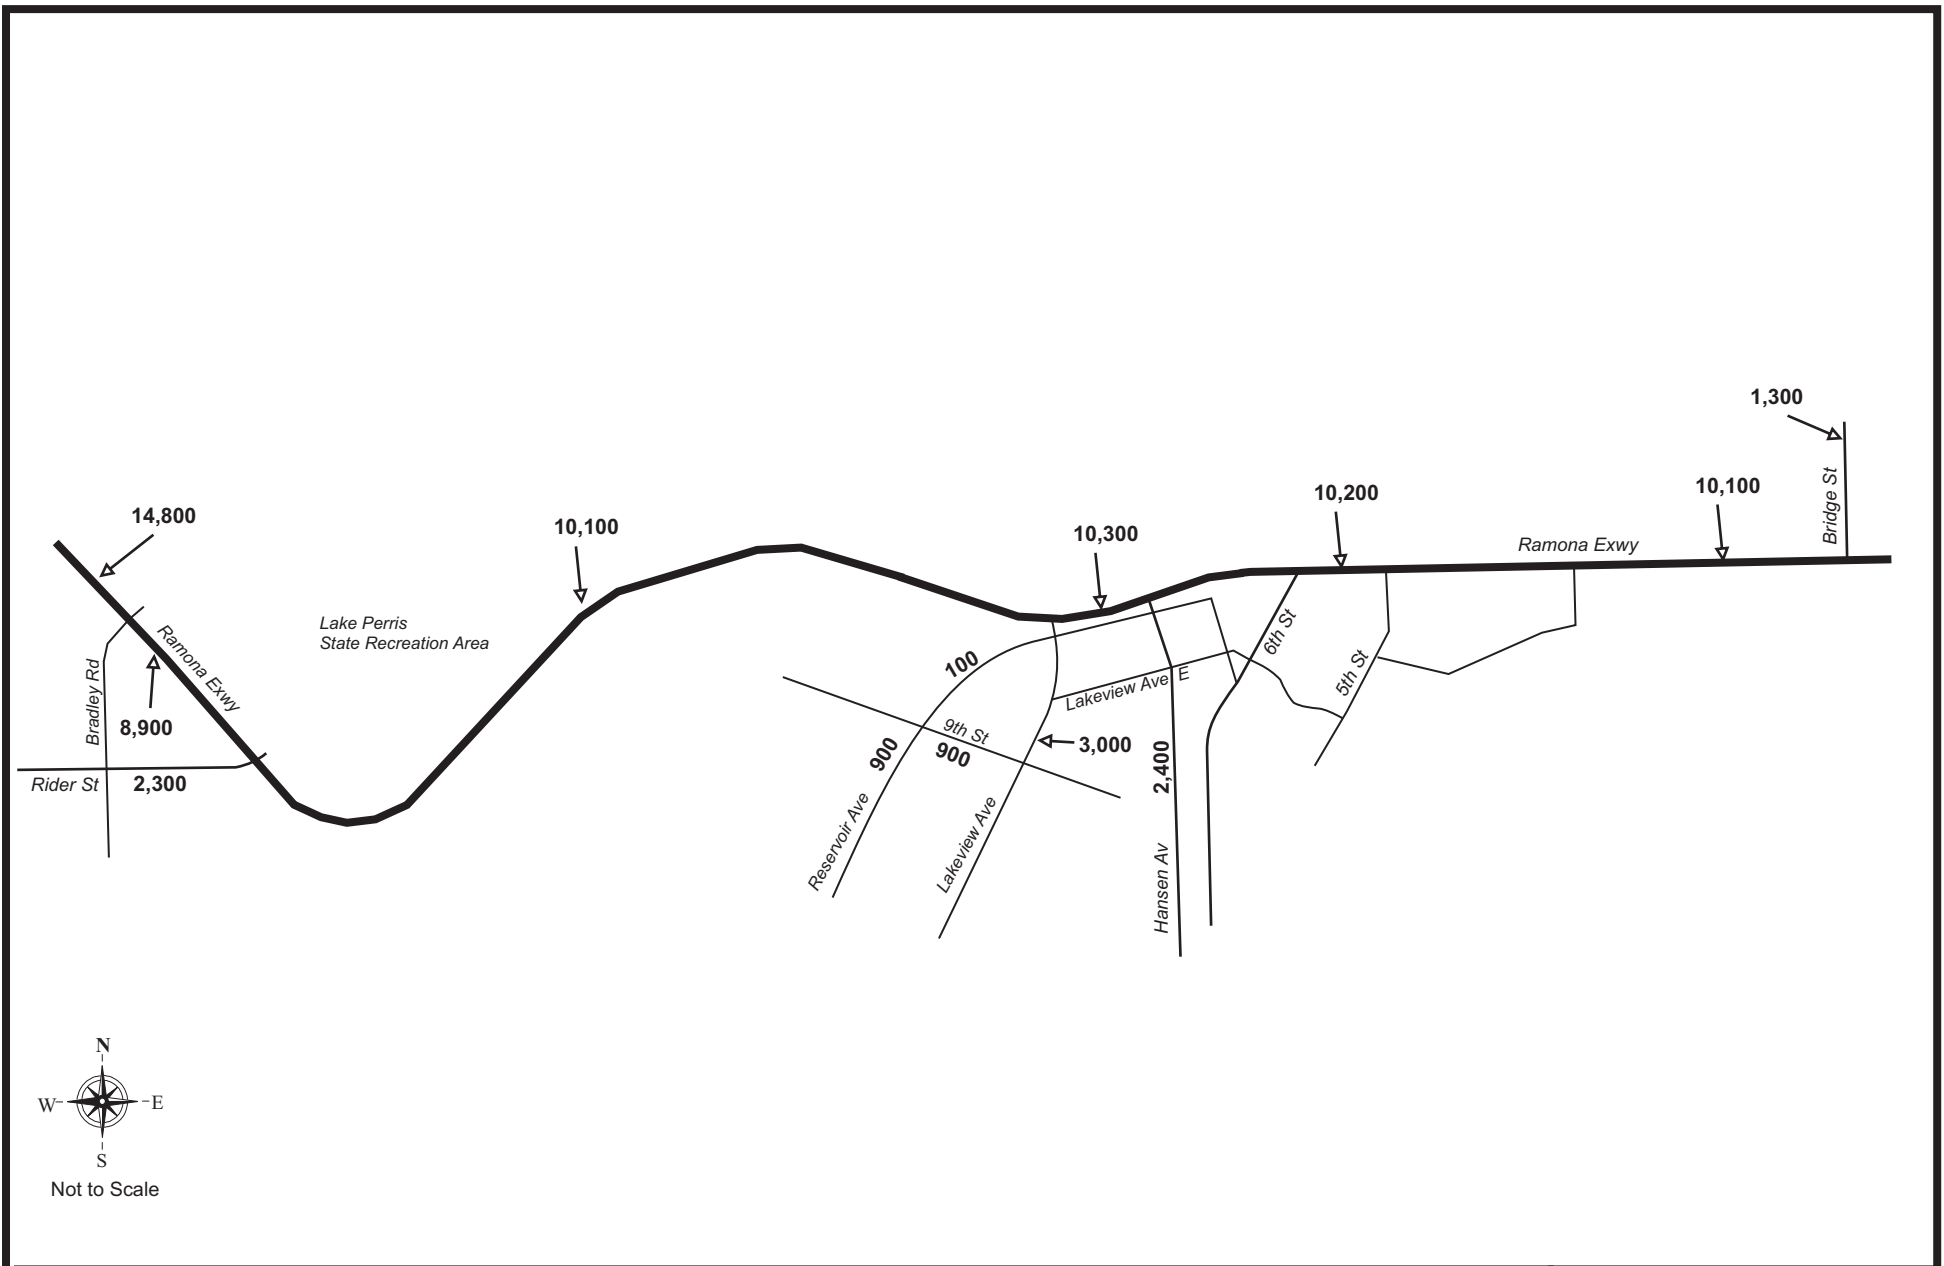 1,300
Bridge St
10,100
10,200
Ramona Exwy
14,800
10,100
10,300
Lake Perris
State Recreation Area
Ramona Exwy
Bradley Rd
8,900
Rider St
2,300
100
6th St
5th St
Lakeview Ave E
9th St
900
900
3,000
2,400
Reservoir Ave
Lakeview Ave
Hansen Av
N
W
E
S
Not to Scale